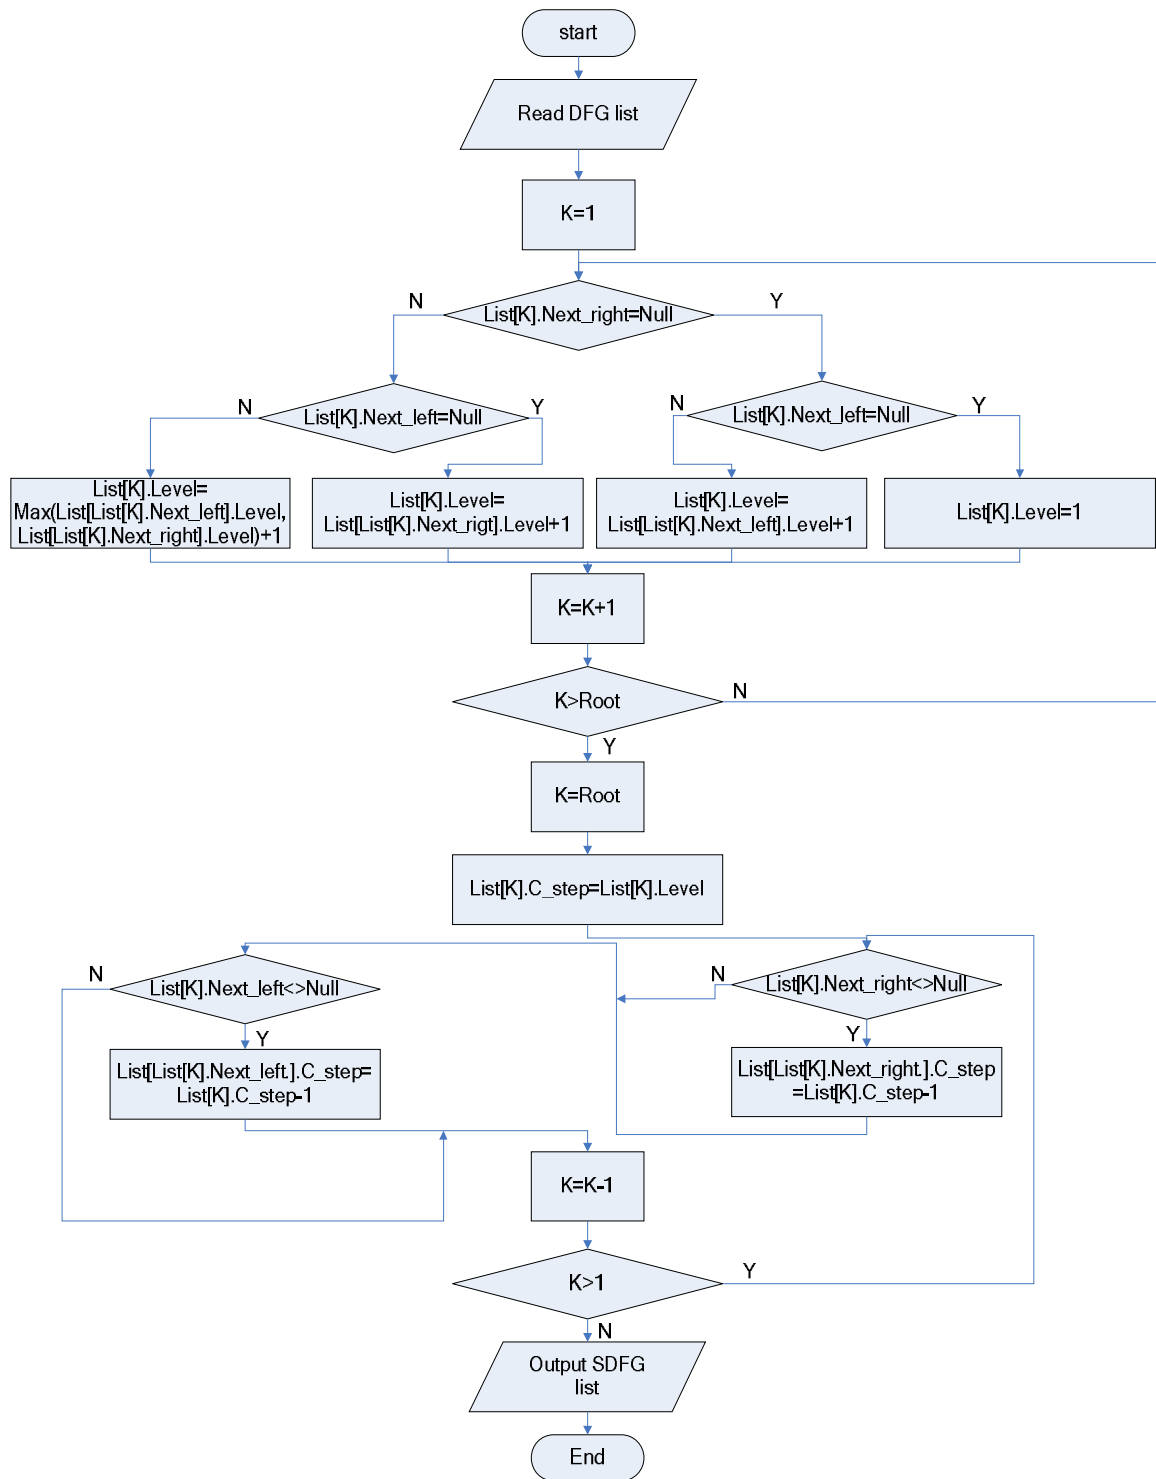 start
Read DFG list
K=1
N
Y
List[K].Next_right=Null
N
List[K].Next_left=Null
Y
N
List[K].Next_left=Null
Y
List[K].Level=
Max(List[List[K].Next_left].Level,
List[List[K].Next_right].Level)+1
List[K].Level=
List[List[K].Next_rigt].Level+1
List[K].Level=
List[List[K].Next_left].Level+1
List[K].Level=1
K=K+1
K>Root
N
Y
K=Root
List[K].C_step=List[K].Level
N
List[K].Next_left<>Null
Y
N
List[K].Next_right<>Null
Y
List[List[K].Next_left.].C_step=
List[K].C_step-1
List[List[K].Next_right.].C_step
=List[K].C_step-1
K=K-1
K>1
Y
N
Output SDFG
list
End